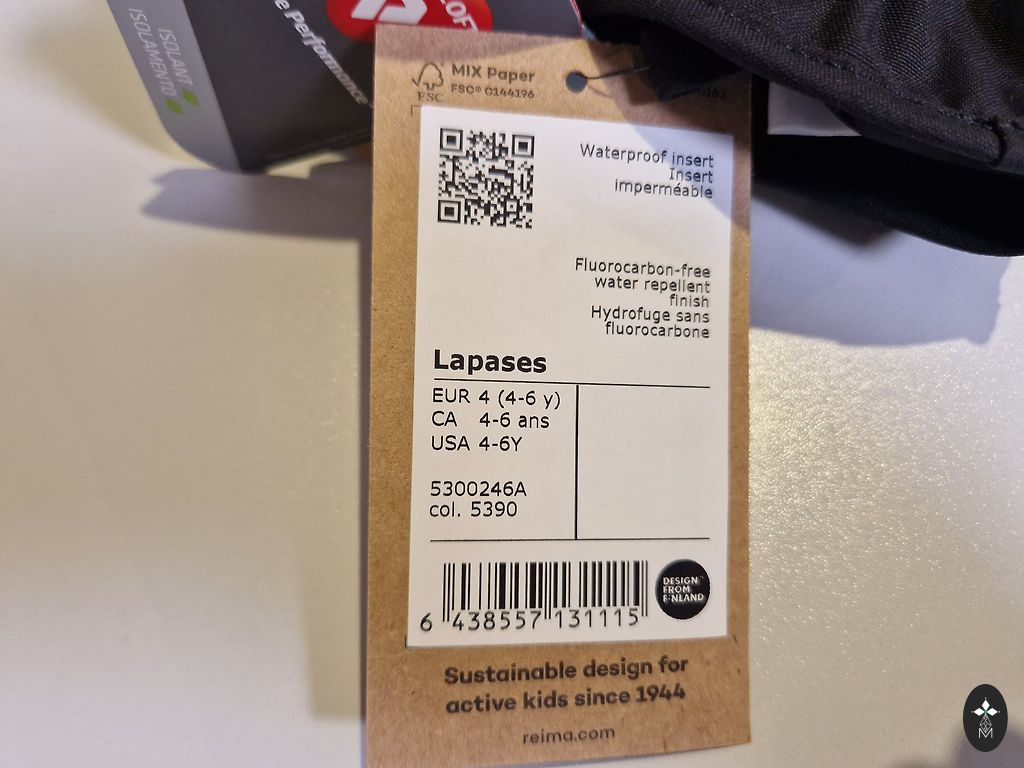 ISOLANT
ISOLAMENTO
e Performance
LOFT
MIX Paper
FSC® C144196
FSC
Waterproof insert
Insert
imperméable
Fluorocarbon-free
water repellent
finish
Hydrofuge sans
fluorocarbone
Lapases
EUR 4 (4-6 y)
CA 4-6 ans
USA 4-6Y
5300246A
col. 5390
DESIGN
FROM
FINLAND
6 438557 131115
Sustainable design for
active kids since 1944
reima.com
M